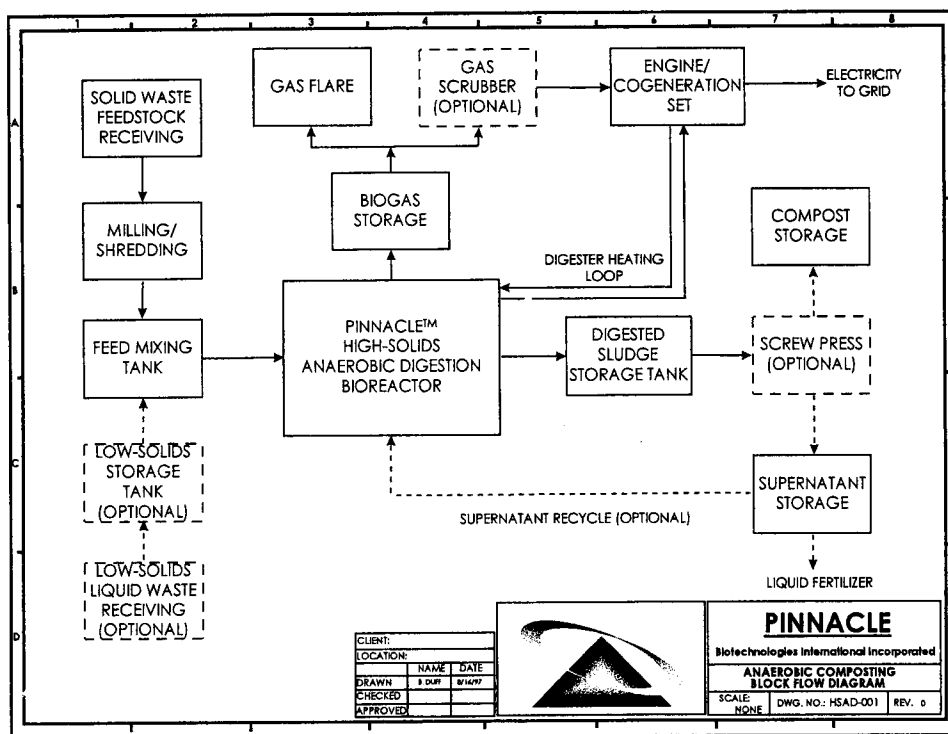 1 2 3 4 5 6 7 8
A
B
C
D
SOLID WASTE
FEEDSTOCK
RECEIVING
MILLING/
SHREDDING
FEED MIXING
TANK
LOW-SOLIDS
STORAGE
TANK
(OPTIONAL)
LOW-SOLIDS
LIQUID WASTE
RECEIVING
(OPTIONAL)
GAS FLARE
GAS
SCRUBBER
(OPTIONAL)
ENGINE/
COGENERATION
SET
ELECTRICITY
TO GRID
BIOGAS
STORAGE
DIGESTER HEATING
LOOP
COMPOST
STORAGE
PINNACLE™
HIGH-SOLIDS
ANAEROBIC DIGESTION
BIOREACTOR
DIGESTED
SLUDGE
STORAGE TANK
SCREW PRESS
(OPTIONAL)
SUPERNATANT
STORAGE
SUPERNATANT RECYCLE (OPTIONAL)
LIQUID FERTILIZER
CLIENT:
LOCATION:
NAME DATE
DRAWN B. DUFF 8/14/97
CHECKED
APPROVED
PINNACLE
Biotechnologies International Incorporated
ANAEROBIC COMPOSTING
BLOCK FLOW DIAGRAM
SCALE: NONE DWG. NO.: HSAD-001 REV. 0